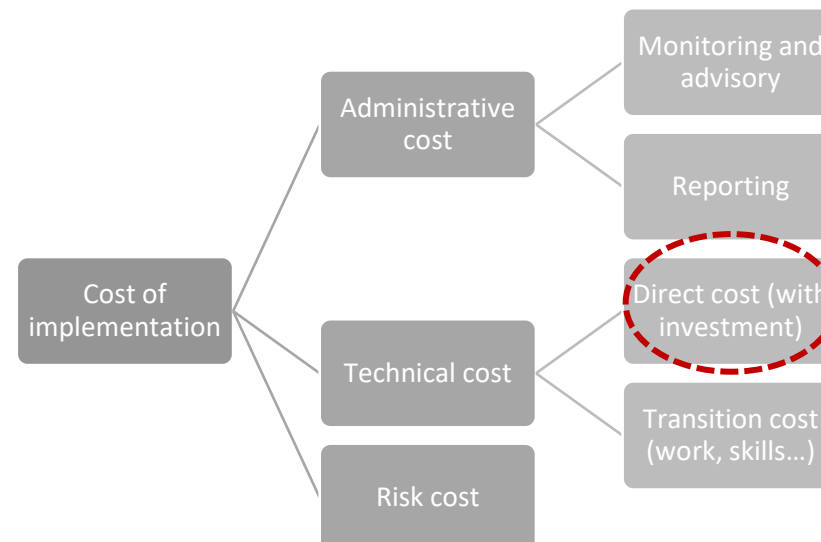 Monitoring and
advisory
Administrative
cost
Reporting
Cost of
implementation
Direct cost (with
investment)
Technical cost
Transition cost
(work, skills…)
Risk cost